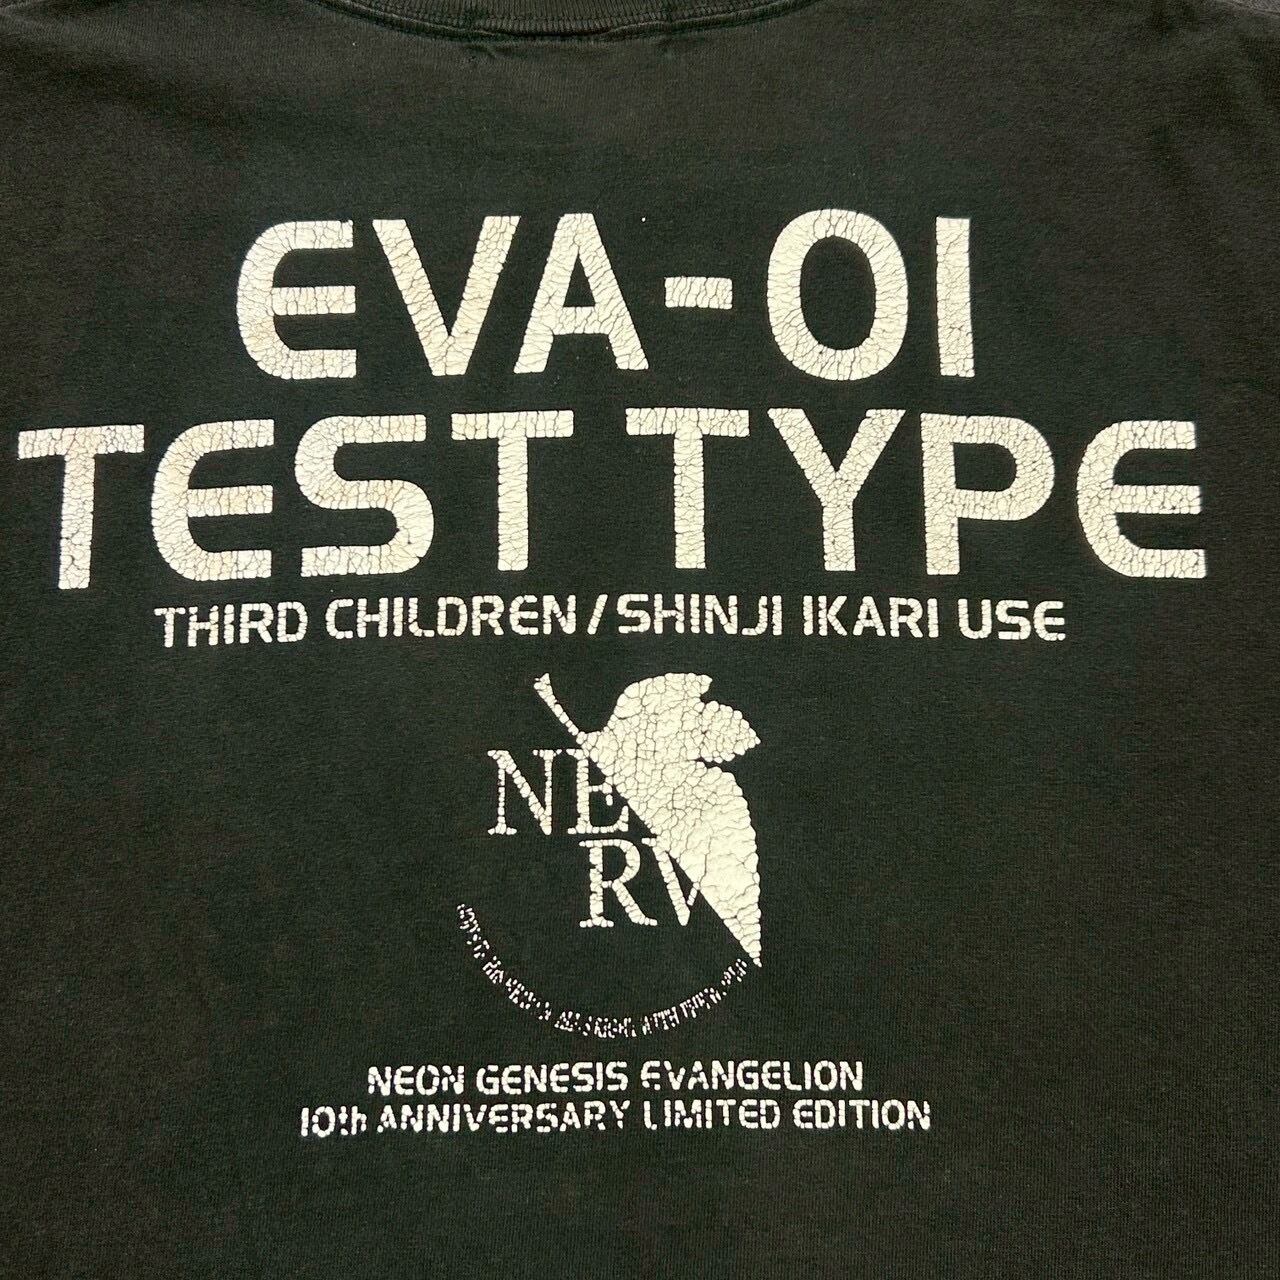 EVA-01
TEST TYPE
THIRD CHILDREN/SHINJI IKARI USE
NERV
NEON GENESIS EVANGELION
10th ANNIVERSARY LIMITED EDITION